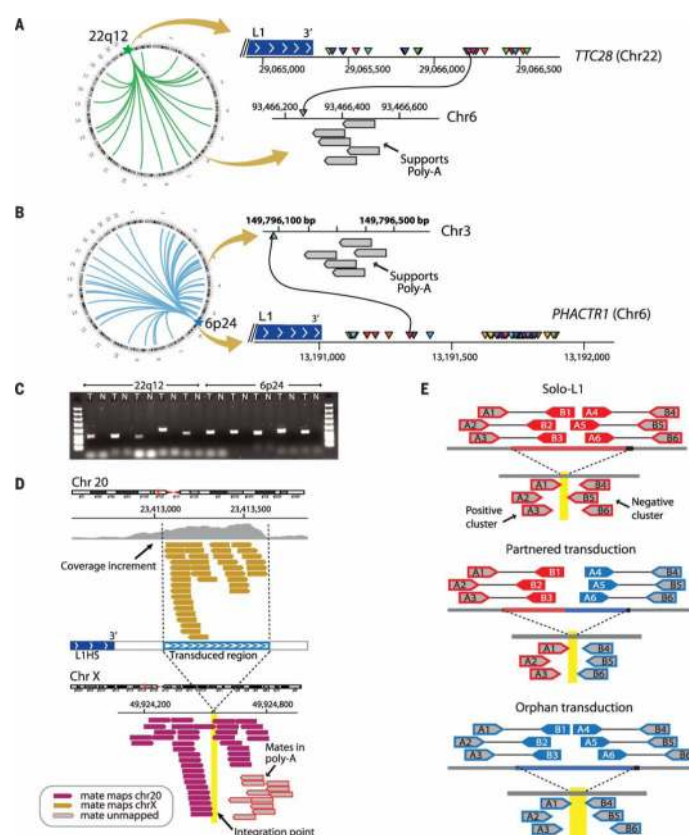 A
22q12
L1 3'
29,065,000 29,065,500 29,066,000 29,066,500
TTC28 (Chr22)
93,466,200 93,466,400 93,466,600
Chr6
Supports
Poly-A
B
6p24
149,796,100 bp 149,796,500 bp
Chr3
Supports
Poly-A
L1 3'
PHACTR1 (Chr6)
13,191,000 13,191,500 13,192,000
C
22q12 6p24
T N T N T N T N T N T N T N T N T N
D
Chr 20
23,413,000 23,413,500
Coverage increment
3'
L1HS Transduced region
Chr X
49,924,200 49,924,800
Mates in
poly-A
mate maps chr20
mate maps chrX
mate unmapped
Integration point
E
Solo-L1
A1 B1 A4 B4
A2 B2 A5 B5
A3 B3 A6 B6
A1 B4
A2 B5
A3 B6
Positive
cluster
Negative
cluster
Partnered transduction
A1 B1 A4 B4
A2 B2 A5 B5
A3 B3 A6 B6
A1 B4
A2 B5
A3 B6
Orphan transduction
A1 B1 A4 B4
A2 B2 A5 B5
A3 B3 A6 B6
A1 B4
A2 B5
A3 B6